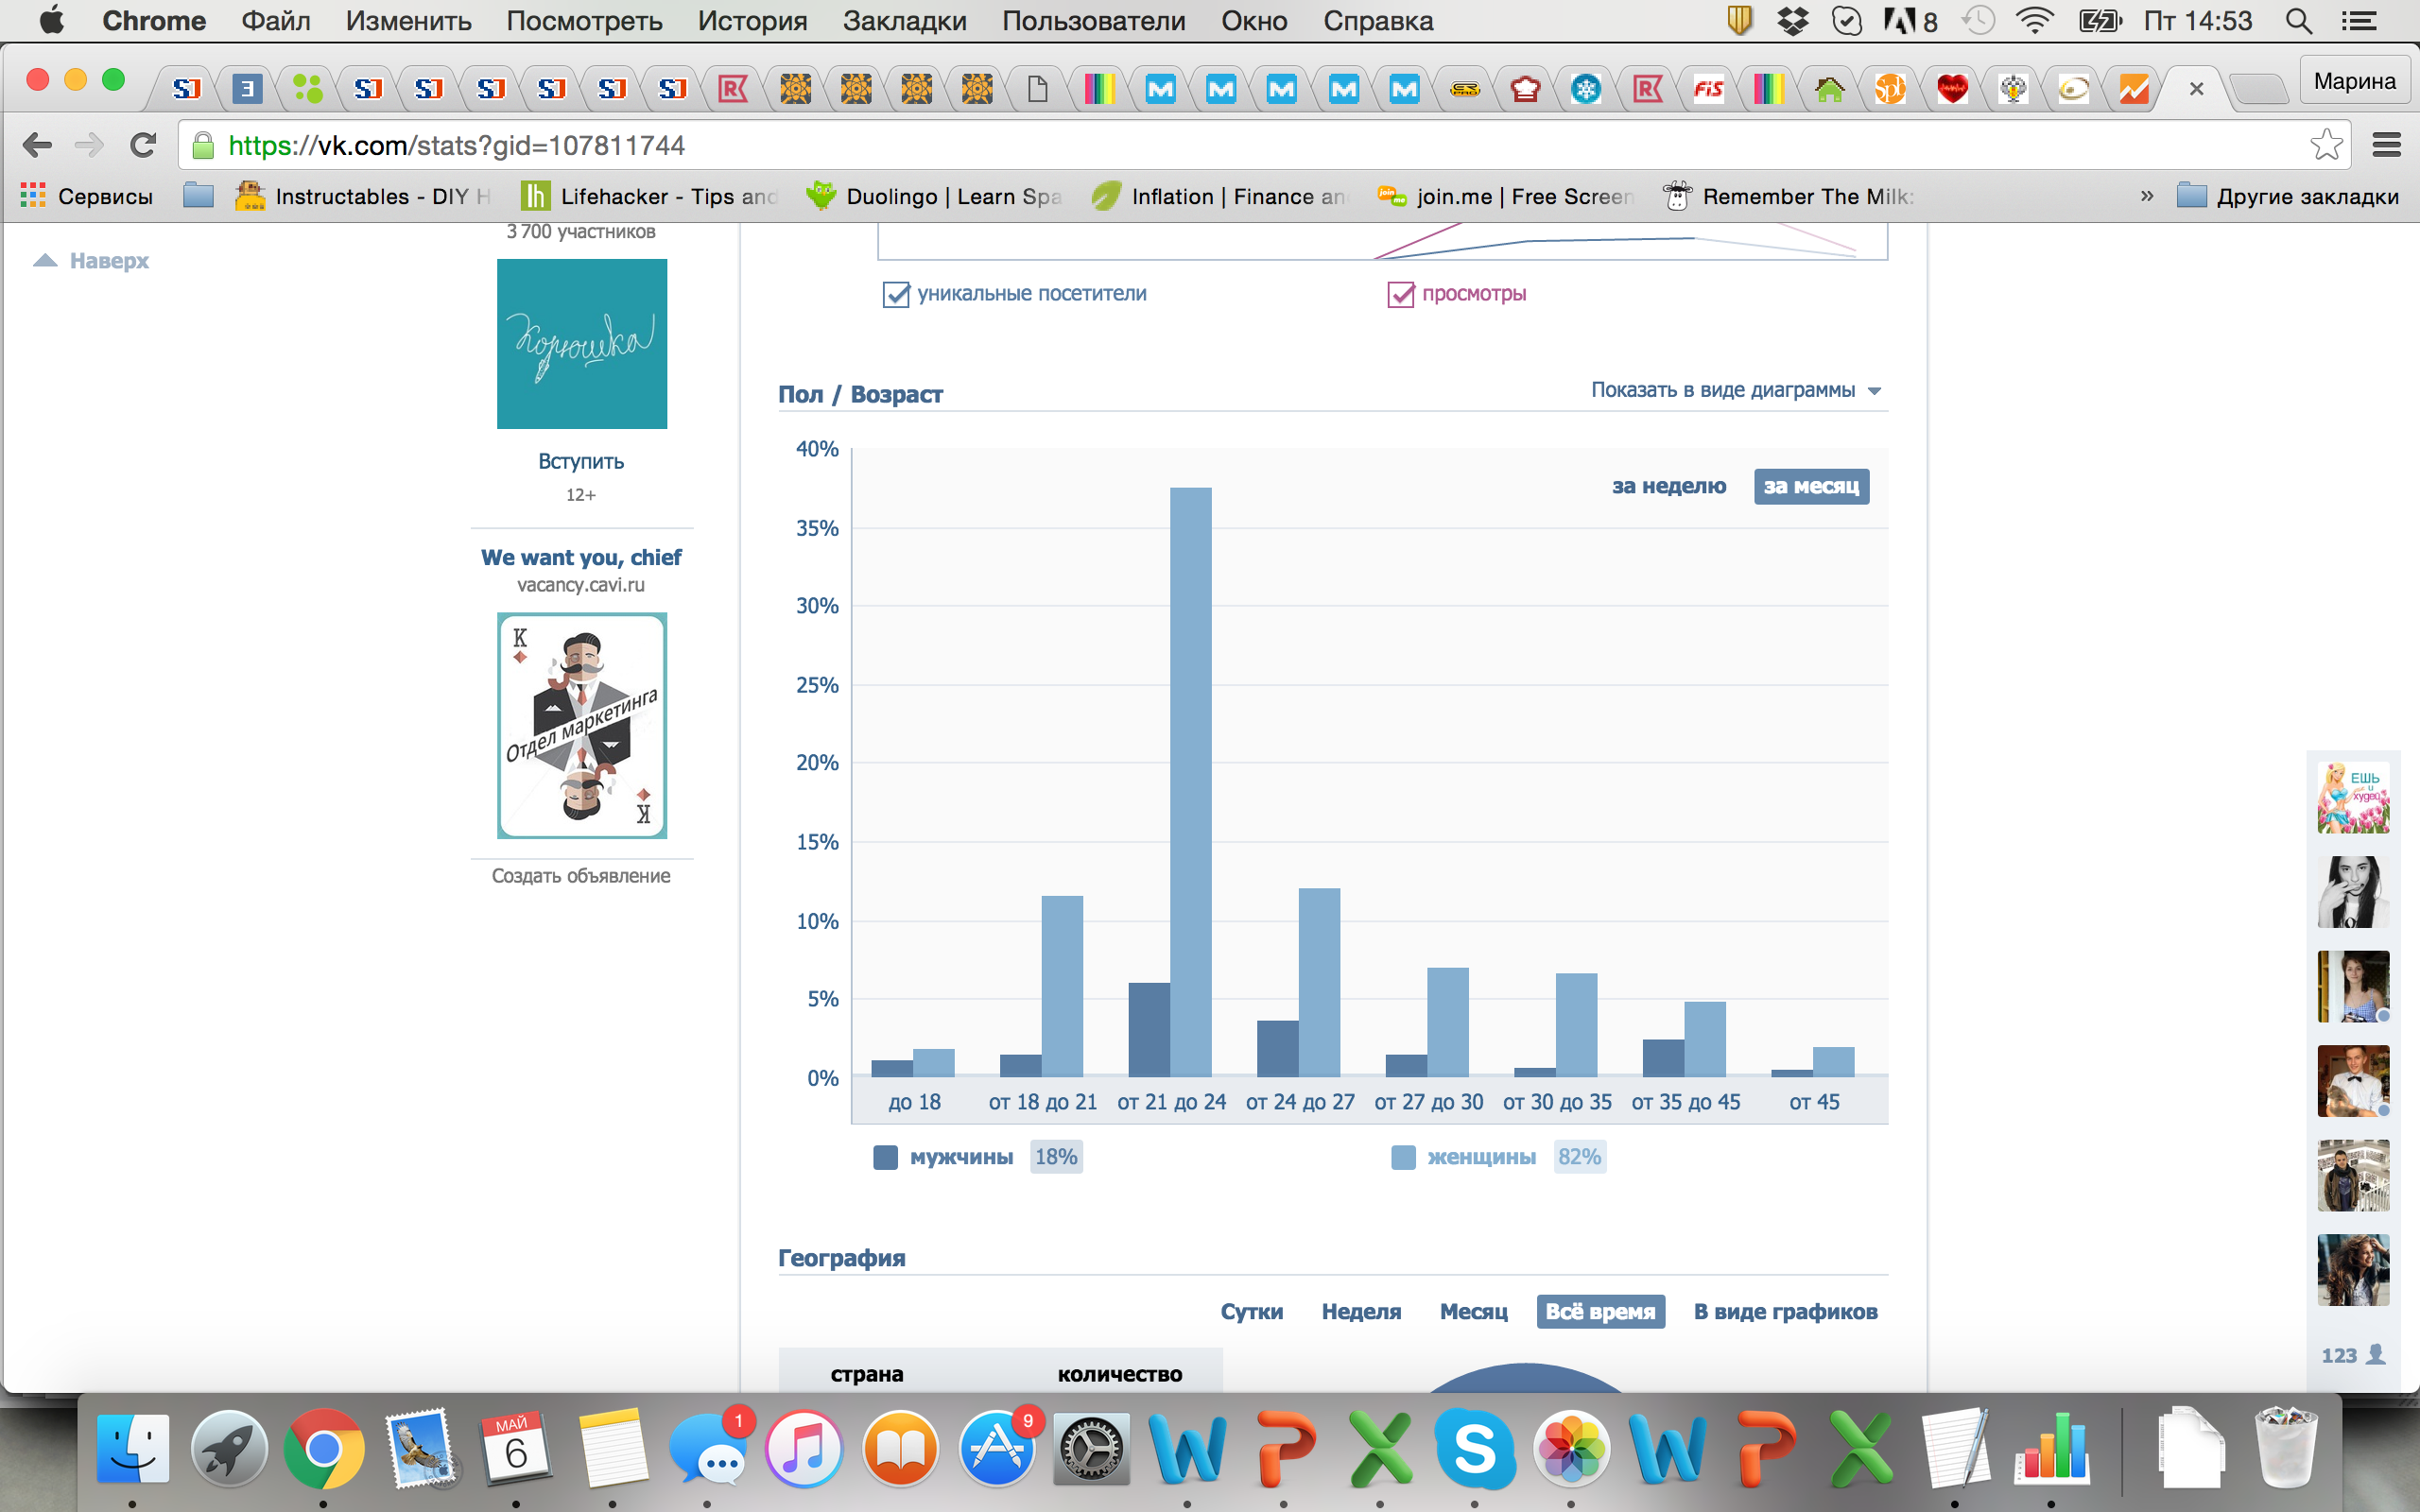 Chrome Файл Изменить Посмотреть История Закладки Пользователи Окно Справка 8 Пт 14:53
Марина
https://vk.com/stats?gid=107811744
Сервисы Instructables - DIY H Lifehacker - Tips and Duolingo | Learn Spa Inflation | Finance an join.me | Free Screen Remember The Milk: » Другие закладки
Наверх
3 700 участников
Корюшка
Вступить
12+
We want you, chief
vacancy.cavi.ru
K
Отдел маркетинга
K
Создать объявление
уникальные посетители просмотры
Пол / Возраст Показать в виде диаграммы
за неделю за месяц
40%
35%
30%
25%
20%
15%
10%
5%
0%
до 18 от 18 до 21 от 21 до 24 от 24 до 27 от 27 до 30 от 30 до 35 от 35 до 45 от 45
мужчины 18% женщины 82%
География
Сутки Неделя Месяц Всё время В виде графиков
страна количество
ЕШЬ
и
худей
123
МАЙ
6
1
9